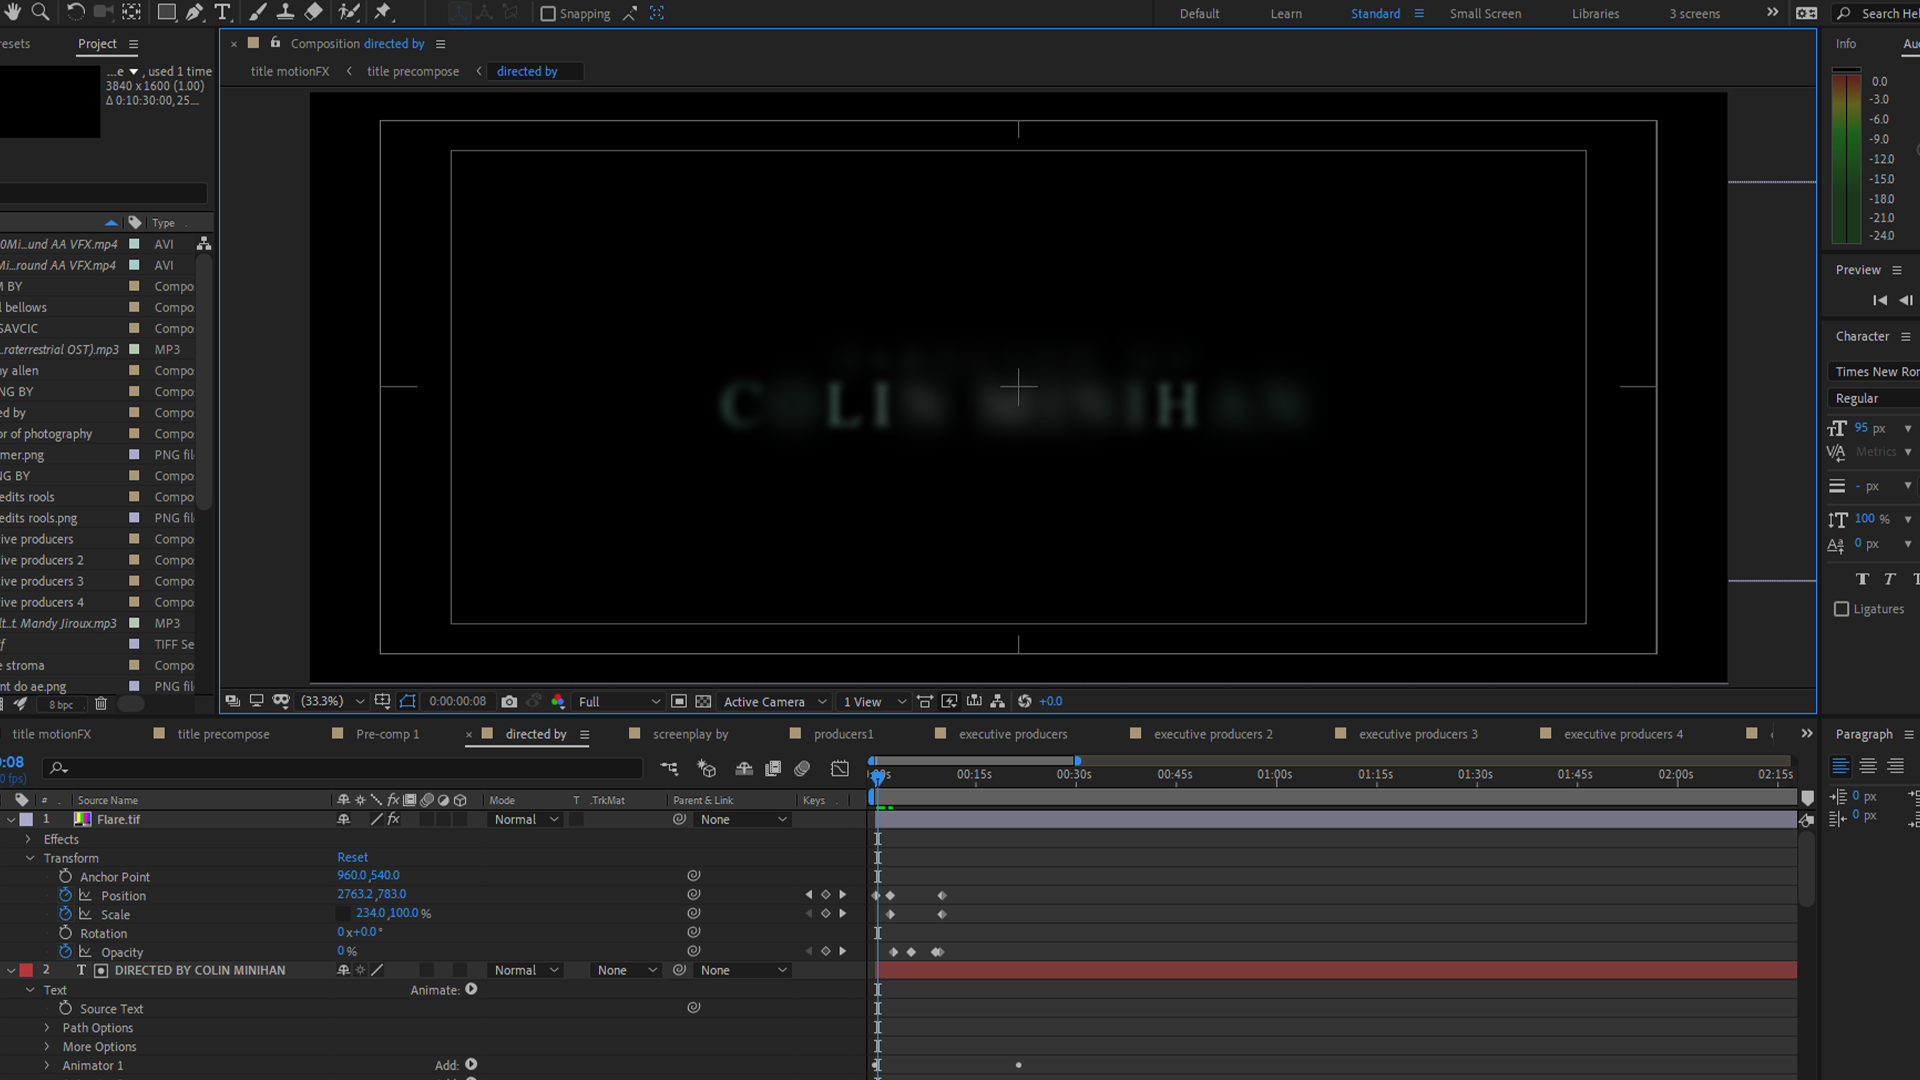 Snapping
Default
Learn
Standard
Small Screen
Libraries
3 screens
Search Hel
esets
Project
Composition directed by
Info
Au
title motionFX
title precompose
directed by
...e , used 1 time
3840 x 1600 (1.00)
Δ 0:10:30:00, 25...
0.0
-3.0
-6.0
-9.0
-12.0
-15.0
-18.0
-21.0
-24.0
Type
0Mi...und AA VFX.mp4 AVI
Mi...round AA VFX.mp4 AVI
M BY Compo
l bellows Compo
SAVCIC Compo
..raterrestrial OST).mp3 MP3
ny allen Compo
NG BY Compo
ed by Compo
or of photography Compo
mer.png PNG fil
NG BY Compo
edits rools Compo
edits rools.png PNG fil
ive producers Compo
tive producers 2 Compo
tive producers 3 Compo
tive producers 4 Compo
lt...t. Mandy Jiroux.mp3 MP3
TIFF Se
e stroma Compo
nt do ae.png PNG fil
8 bpc
COLIN MINIHAN
Preview
Character
Times New Ror
Regular
95 px
Metrics
- px
100 %
0 px
Ligatures
(33.3%)
0:00:00:08
Full
Active Camera
1 View
+0.0
title motionFX
title precompose
Pre-comp 1
directed by
screenplay by
producers1
executive producers
executive producers 2
executive producers 3
executive producers 4
Paragraph
0:08
0 fps)
00:15s
00:30s
00:45s
01:00s
01:15s
01:30s
01:45s
02:00s
02:15s
# Source Name Mode T .TrkMat Parent & Link Keys
1 Flare.tif Normal None
Effects
Transform Reset
Anchor Point 960.0,540.0
Position 2763.2,783.0
Scale 234.0,100.0 %
Rotation 0x+0.0°
Opacity 0 %
2 T DIRECTED BY COLIN MINIHAN Normal None None
Text Animate:
Source Text
Path Options
More Options
Animator 1 Add:
0 px
0 px